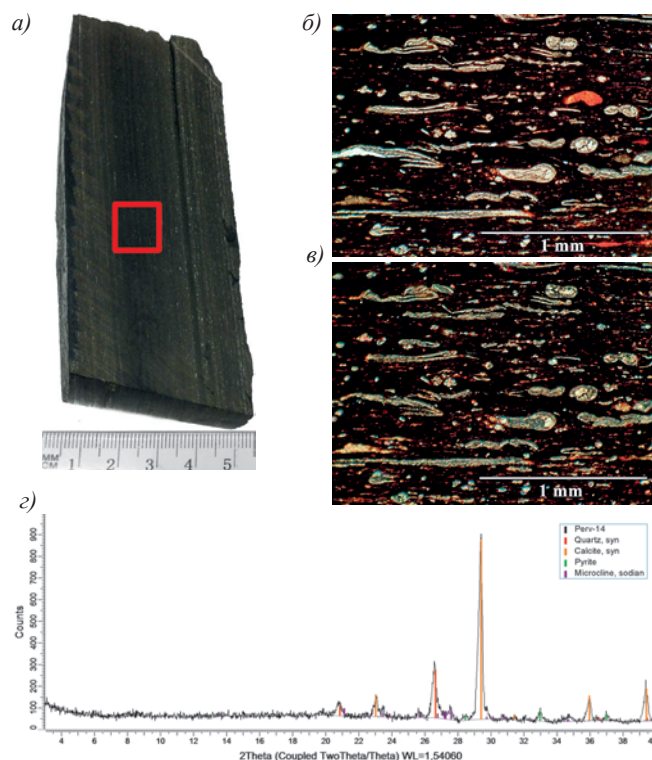 а)
б)
1 mm
в)
1 mm
MM
CM 1 2 3 4 5
г)
Counts
900
800
700
600
500
400
300
200
100
0
Perv-14
Quartz, syn
Calcite, syn
Pyrite
Microcline, sodian
4 6 8 10 12 14 16 18 20 22 24 26 28 30 32 34 36 38 40
2Theta (Coupled TwoTheta/Theta) WL=1,54060